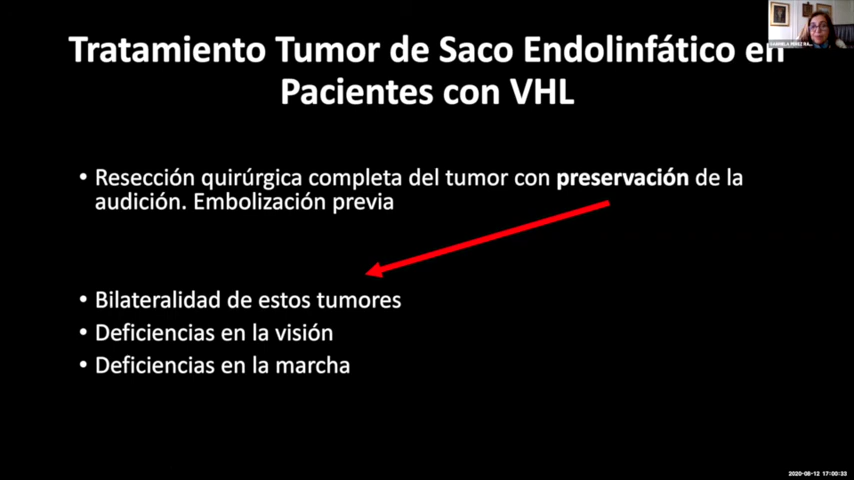 Tratamiento Tumor de Saco Endolinfático en
Pacientes con VHL
• Resección quirúrgica completa del tumor con preservación de la
audición. Embolización previa
• Bilateralidad de estos tumores
• Deficiencias en la visión
• Deficiencias en la marcha
2020-08-12 17:00:33